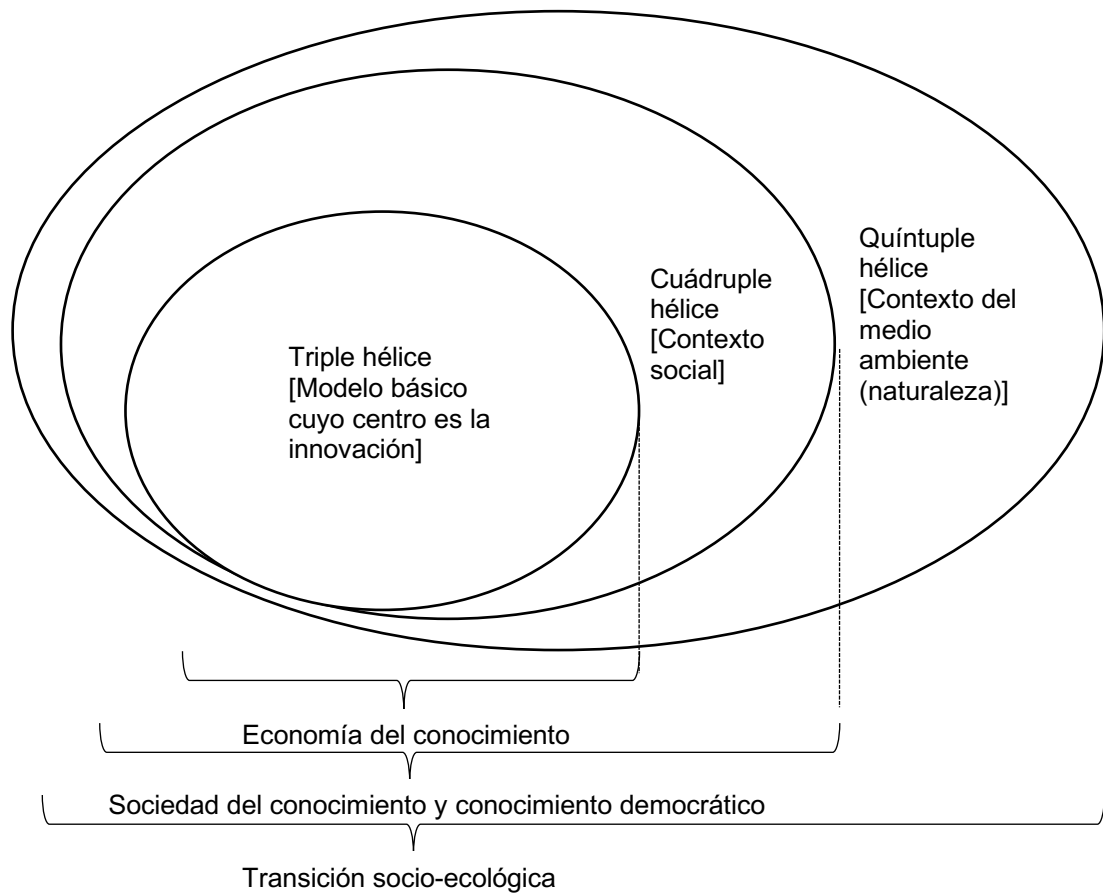 Triple hélice
[Modelo básico
cuyo centro es la
innovación]
Cuádruple
hélice
[Contexto
social]
Quíntuple
hélice
[Contexto del
medio
ambiente
(naturaleza)]
Economía del conocimiento
Sociedad del conocimiento y conocimiento democrático
Transición socio-ecológica